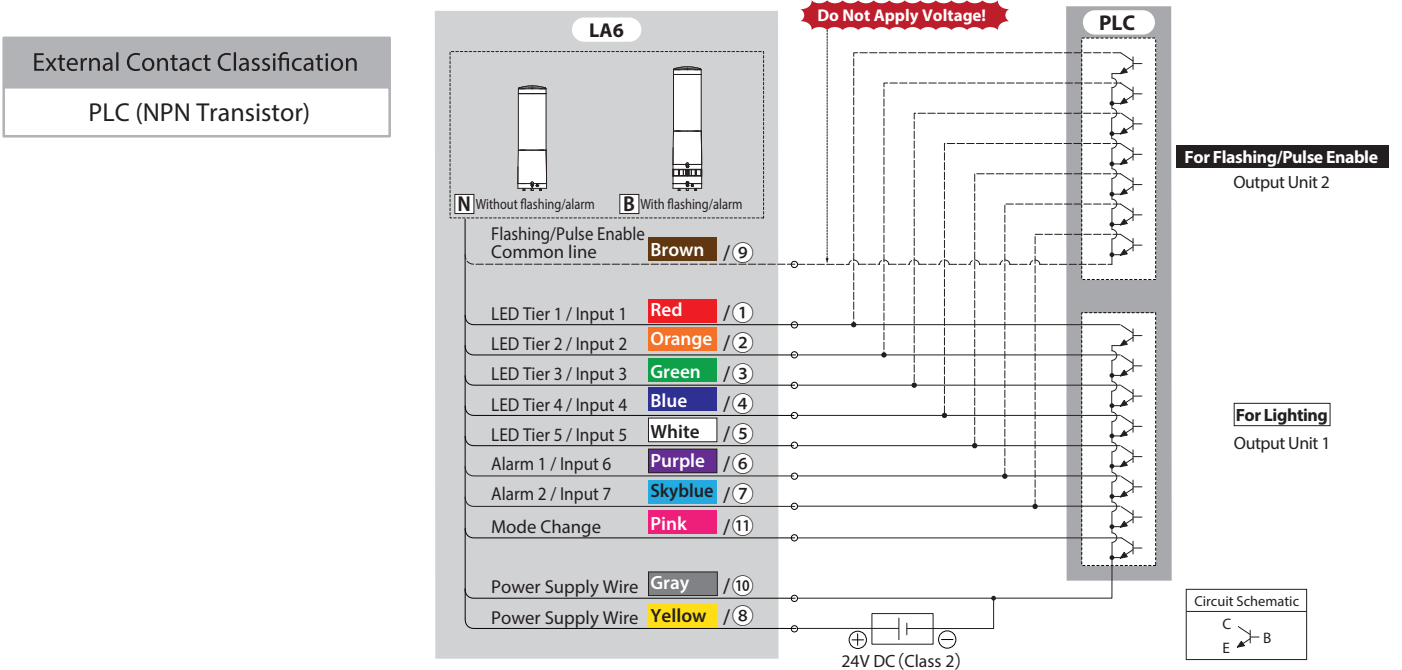 External Contact Classification
PLC (NPN Transistor)
LA6
Do Not Apply Voltage!
PLC
N Without flashing/alarm
B With flashing/alarm
Flashing/Pulse Enable
Common line Brown / ⑨
LED Tier 1 / Input 1 Red / ①
LED Tier 2 / Input 2 Orange / ②
LED Tier 3 / Input 3 Green / ③
LED Tier 4 / Input 4 Blue / ④
LED Tier 5 / Input 5 White / ⑤
Alarm 1 / Input 6 Purple / ⑥
Alarm 2 / Input 7 Skyblue / ⑦
Mode Change Pink / ⑪
Power Supply Wire Gray / ⑩
Power Supply Wire Yellow / ⑧
⊕ ⊖
24V DC (Class 2)
For Flashing/Pulse Enable
Output Unit 2
For Lighting
Output Unit 1
Circuit Schematic
C
B
E